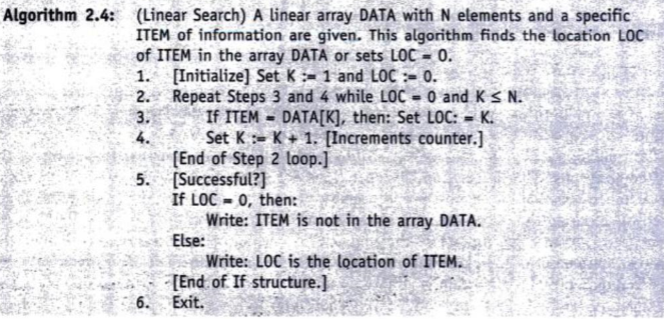 Algorithm 2.4: (Linear Search) A linear array DATA with N elements and a specific
ITEM of information are given. This algorithm finds the location LOC
of ITEM in the array DATA or sets LOC = 0.
1. [Initialize] Set K := 1 and LOC := 0.
2. Repeat Steps 3 and 4 while LOC = 0 and K ≤ N.
3. If ITEM = DATA[K], then: Set LOC: = K.
4. Set K := K + 1. [Increments counter.]
[End of Step 2 loop.]
5. [Successful?]
If LOC = 0, then:
Write: ITEM is not in the array DATA.
Else:
Write: LOC is the location of ITEM.
[End of If structure.]
6. Exit.